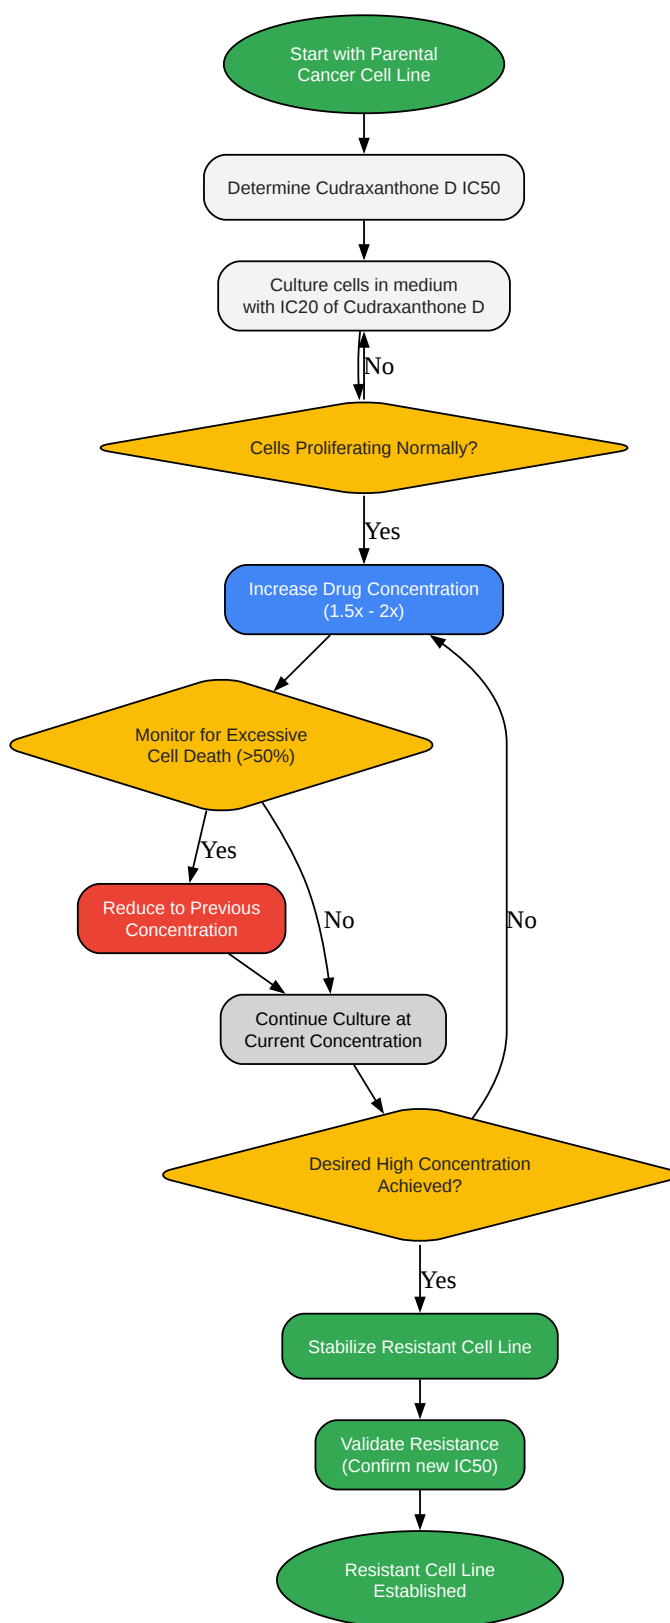 Start with Parental
Cancer Cell Line
Determine Cudraxanthone D IC50
Culture cells in medium
with IC20 of Cudraxanthone D
No
Cells Proliferating Normally?
Yes
Increase Drug Concentration
(1.5x - 2x)
Monitor for Excessive
Cell Death (>50%)
Yes
Reduce to Previous
Concentration
No
No
Continue Culture at
Current Concentration
Desired High Concentration
Achieved?
Yes
Stabilize Resistant Cell Line
Validate Resistance
(Confirm new IC50)
Resistant Cell Line
Established